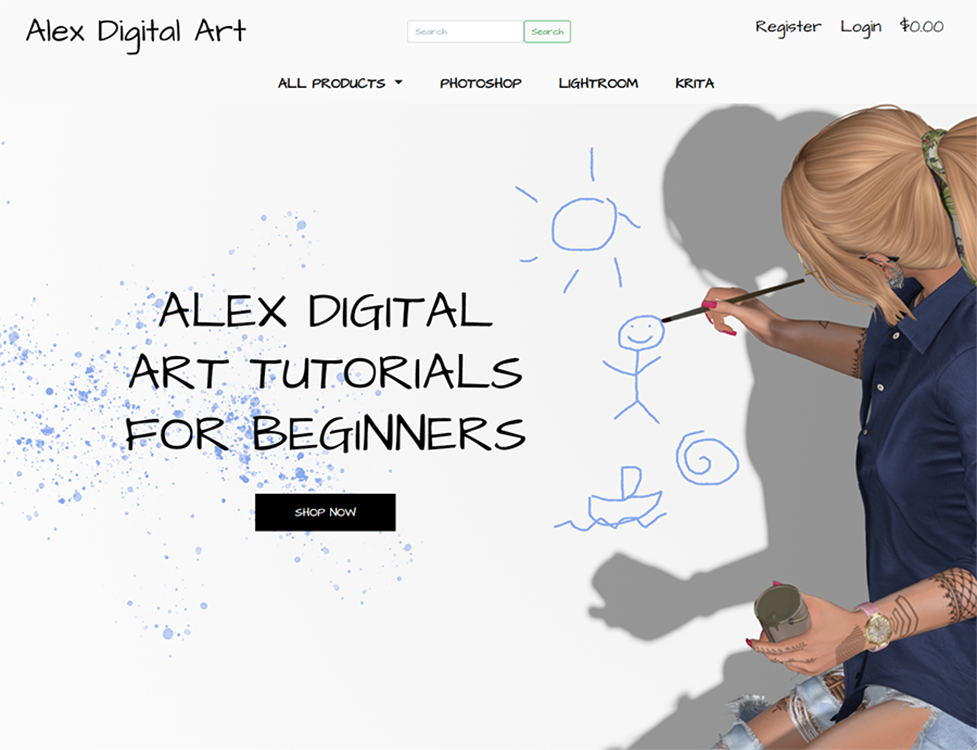 Alex Digital Art
Search
Search
Register
Login
$0.00
ALL PRODUCTS
PHOTOSHOP
LIGHTROOM
KRITA
ALEX DIGITAL
ART TUTORIALS
FOR BEGINNERS
SHOP NOW